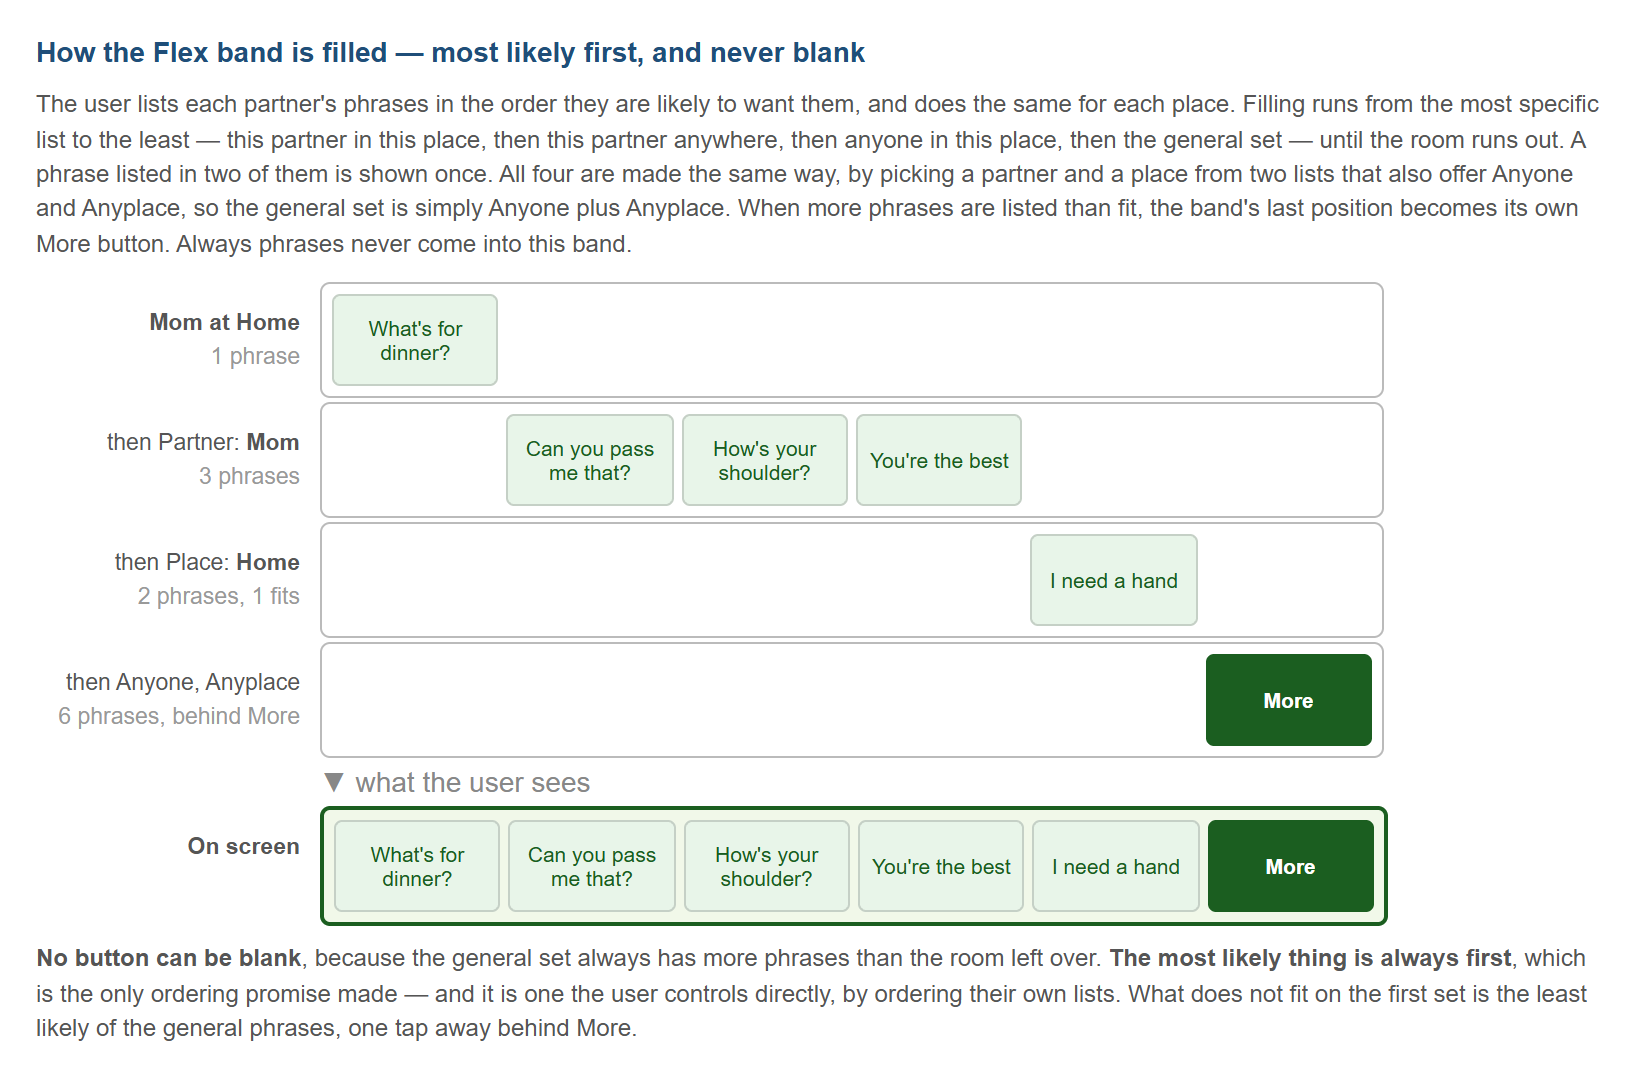 How the Flex band is filled — most likely first, and never blank
The user lists each partner's phrases in the order they are likely to want them, and does the same for each place. Filling runs from the most specific
list to the least — this partner in this place, then this partner anywhere, then anyone in this place, then the general set — until the room runs out. A
phrase listed in two of them is shown once. All four are made the same way, by picking a partner and a place from two lists that also offer Anyone
and Anyplace, so the general set is simply Anyone plus Anyplace. When more phrases are listed than fit, the band's last position becomes its own
More button. Always phrases never come into this band.
Mom at Home
1 phrase
What's for
dinner?
then Partner: Mom
3 phrases
Can you pass
me that?
How's your
shoulder?
You're the best
then Place: Home
2 phrases, 1 fits
I need a hand
then Anyone, Anyplace
6 phrases, behind More
More
▼ what the user sees
On screen
What's for
dinner?
Can you pass
me that?
How's your
shoulder?
You're the best
I need a hand
More
No button can be blank, because the general set always has more phrases than the room left over. The most likely thing is always first, which
is the only ordering promise made — and it is one the user controls directly, by ordering their own lists. What does not fit on the first set is the least
likely of the general phrases, one tap away behind More.